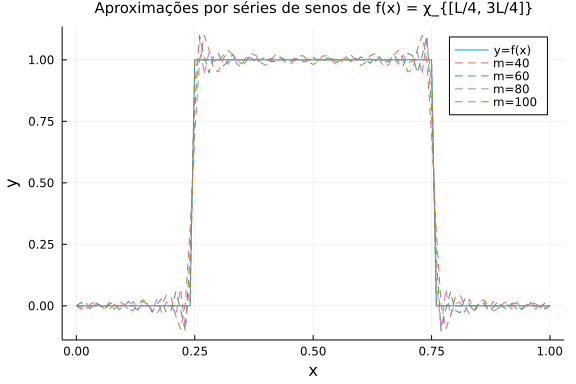 Aproximações por séries de senos de f(x) = χ_{[L/4, 3L/4]}
y=f(x)
m=40
m=60
m=80
m=100
1.00
0.75
0.50
0.25
0.00
y
0.00 0.25 0.50 0.75 1.00
x